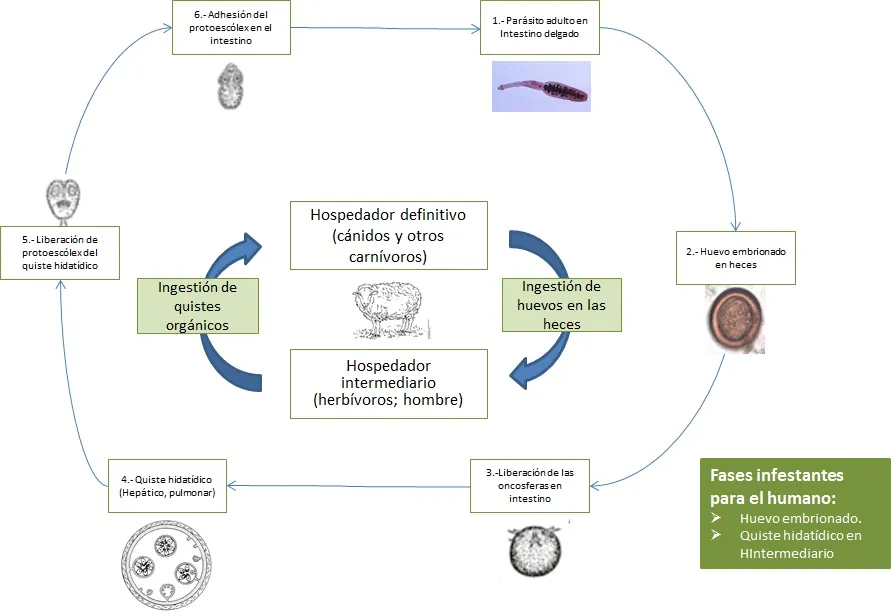 6.- Adhesión del
protoescólex en el
intestino
1.- Parásito adulto en
Intestino delgado
2.- Huevo embrionado
en heces
3.-Liberación de las
oncosferas en
intestino
4.- Quiste hidatídico
(Hepático, pulmonar)
5.- Liberación de
protoescólex del
quiste hidatídico
Hospedador definitivo
(cánidos y otros
carnívoros)
Ingestión de
huevos en las
heces
Hospedador
intermediario
(herbívoros; hombre)
Ingestión de
quistes
orgánicos
Fases infestantes
para el humano:
➢ Huevo embrionado.
➢ Quiste hidatídico en
HIntermediario